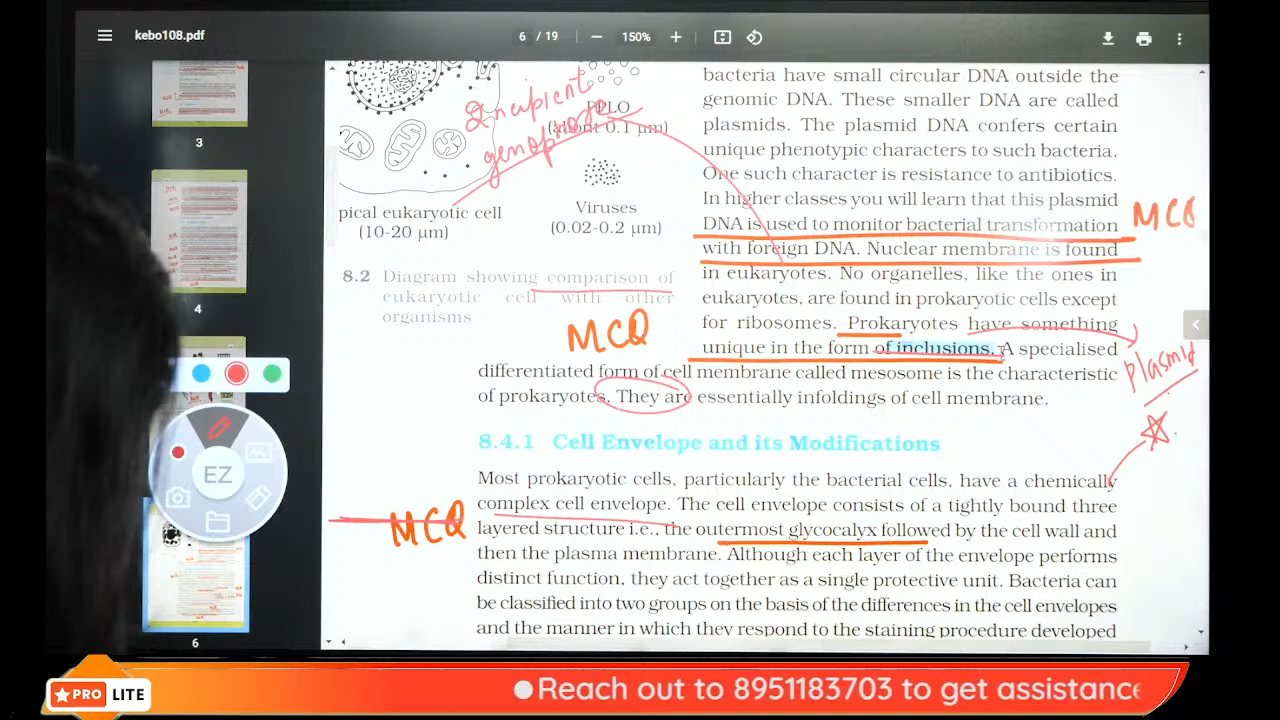 kebo108.pdf
6 / 19
150%
3
4
6
EZ
Incipient
genophore
PPLO
(about 0.1 μm)
pical eukaryotic cell
(10-20 μm)
Viruses
(0.02-0.2 μm)
8.2 Diagram showing comparison of
eukaryotic cell with other
organisms
bacteria have small circular DNA outside the
genomic DNA. These smaller DNA are called
plasmids. The plasmid DNA confers certain
unique phenotypic characters to such bacteria.
One such character is resistance to antibiotics.
In higher classes you will learn that this plasmid
DNA is used to monitor bacterial transformation
with foreign DNA. Nuclear membrane is found
in eukaryotes. No organelles, like the ones in
eukaryotes, are found in prokaryotic cells except
for ribosomes. Prokaryotes have something
unique in the form of inclusions. A specialised
differentiated form of cell membrane called mesosome is the characteristic
of prokaryotes. They are essentially infoldings of cell membrane.
MCQ
MCQ
plasmid
8.4.1 Cell Envelope and its Modifications
Most prokaryotic cells, particularly the bacterial cells, have a chemically
complex cell envelope. The cell envelope consists of a tightly bound three
layered structure i.e., the outermost glycocalyx followed by the cell wall and
then the plasma membrane. Although each layer of the envelope performs
distinct function, they act together as a single protective unit. Bacteria can
be classified into two groups on the basis of the differences in the cell envelopes
and the manner in which they respond to the staining procedure developed
MCQ
PRO LITE
Reach out to 8951183703 to get assistance